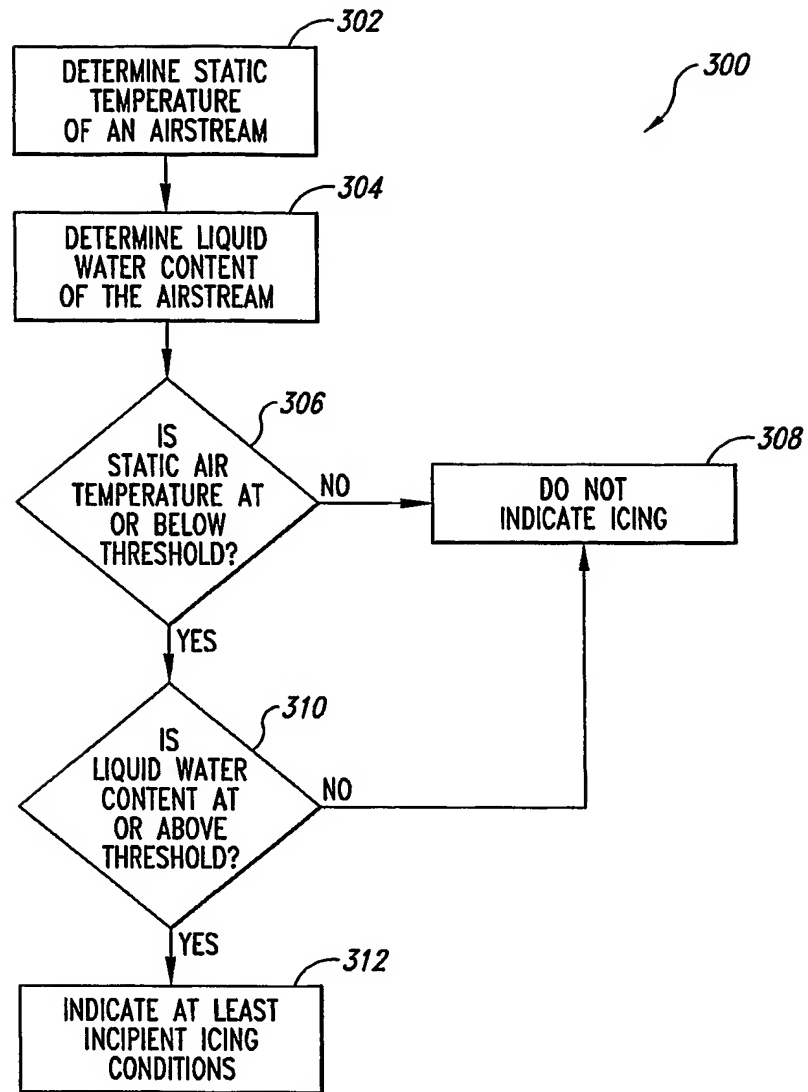 302
DETERMINE STATIC
TEMPERATURE
OF AN AIRSTREAM
300
304
DETERMINE LIQUID
WATER CONTENT
OF THE AIRSTREAM
306
IS
STATIC AIR
TEMPERATURE AT
OR BELOW
THRESHOLD?
NO
308
DO NOT
INDICATE ICING
YES
310
IS
LIQUID WATER
CONTENT AT
OR ABOVE
THRESHOLD?
NO
YES
312
INDICATE AT LEAST
INCIPIENT ICING
CONDITIONS